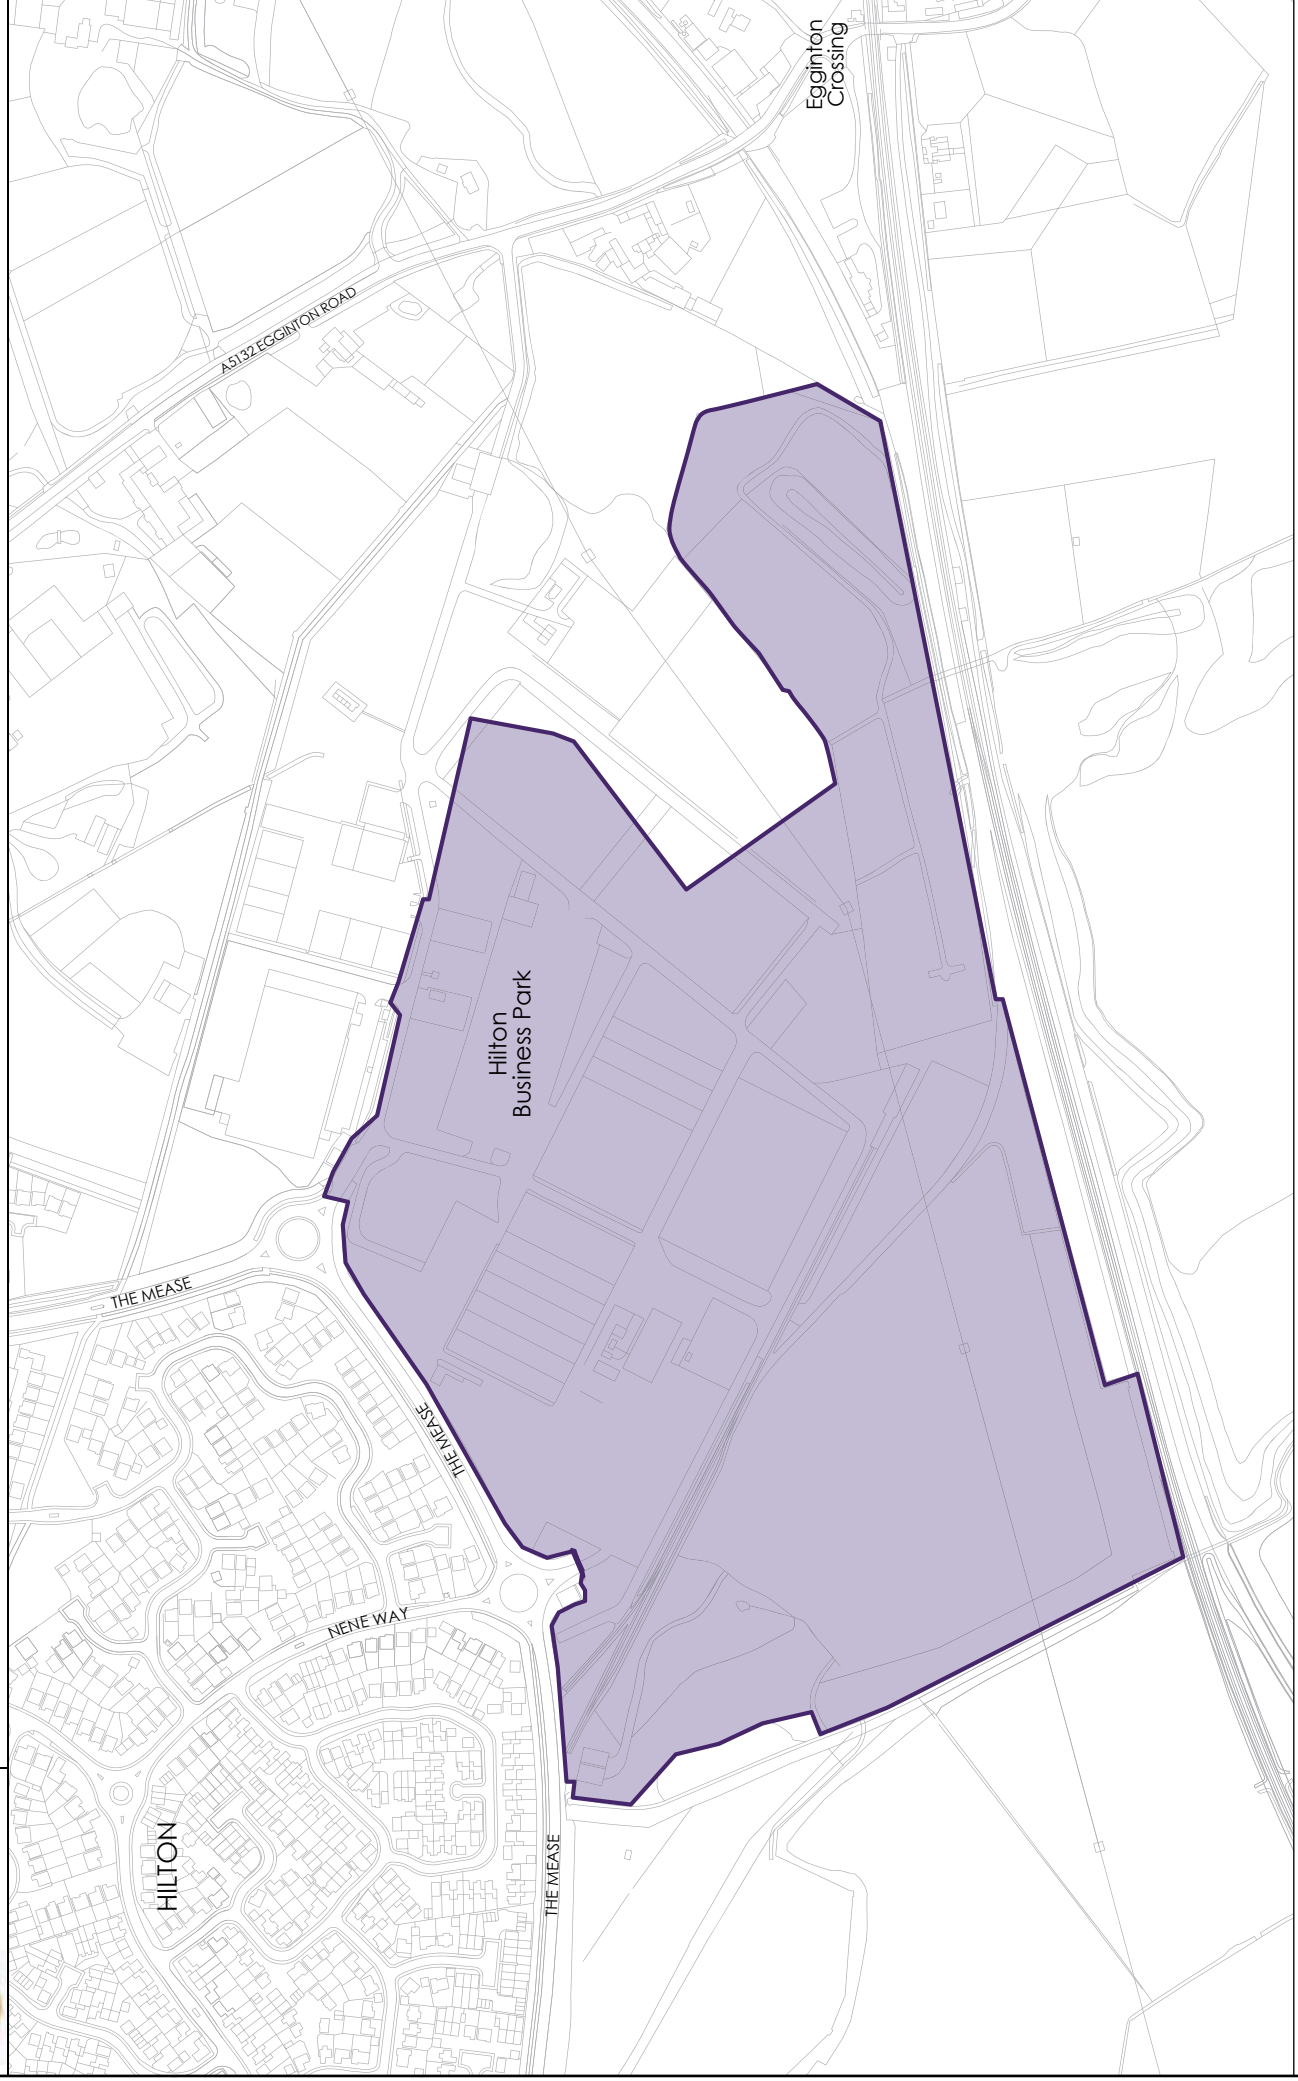 Egginton
Crossing
A5132 EGGINTON ROAD
Hilton
Business Park
THE MEASE
THE MEASE
NENE WAY
HILTON
THE MEASE